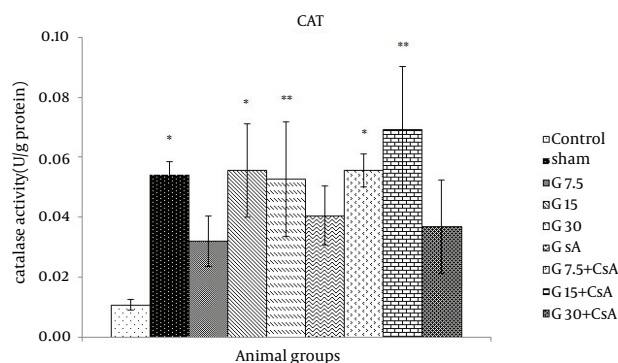 CAT
0.10
0.08
0.06
0.04
0.02
0.00
catalase activity(U/g protein)
*
*
**
*
**
Animal groups
Control
sham
G 7.5
G 15
G 30
G sA
G 7.5+CsA
G 15+CsA
G 30+CsA